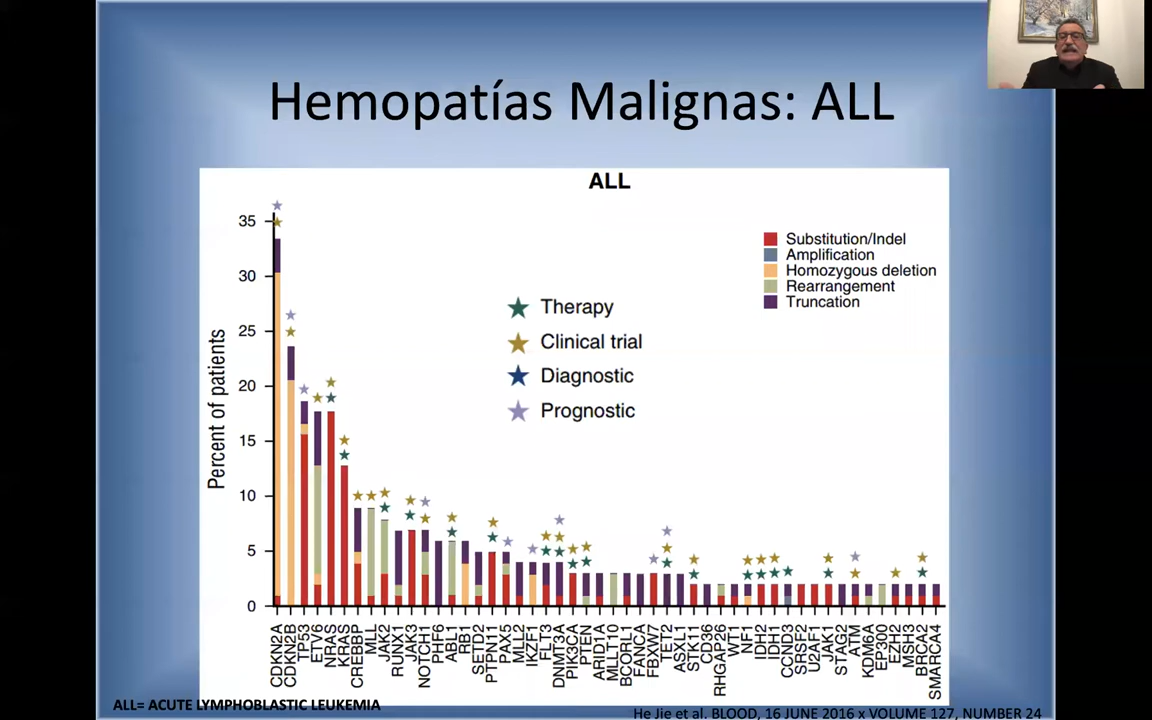 Hemopatías Malignas: ALL
ALL
35
30
25
20
15
10
5
0
Percent of patients
Substitution/Indel
Amplification
Homozygous deletion
Rearrangement
Truncation
Therapy
Clinical trial
Diagnostic
Prognostic
CDKN2A
CDKN2B
TP53
ETV6
NRAS
KRAS
CREBBP
MLL
JAK2
RUNX1
JAK3
NOTCH1
PHF6
ABL1
RB1
SETD2
PTPN11
PAX5
MLL2
IKZF1
FLT3
DNMT3A
PIK3CA
PTEN
ARID1A
MLLT10
BCORL1
FANCA
FBXW7
TET2
ASXL1
STK11
CD36
RHGAP26
WT1
NF1
IDH2
IDH1
CCND3
SRSF2
U2AF1
JAK1
STAG2
ATM
KDM6A
EP300
EZH2
MSH3
BRCA2
SMARCA4
ALL= ACUTE LYMPHOBLASTIC LEUKEMIA
He Jie et al. BLOOD, 16 JUNE 2016 x VOLUME 127, NUMBER 24